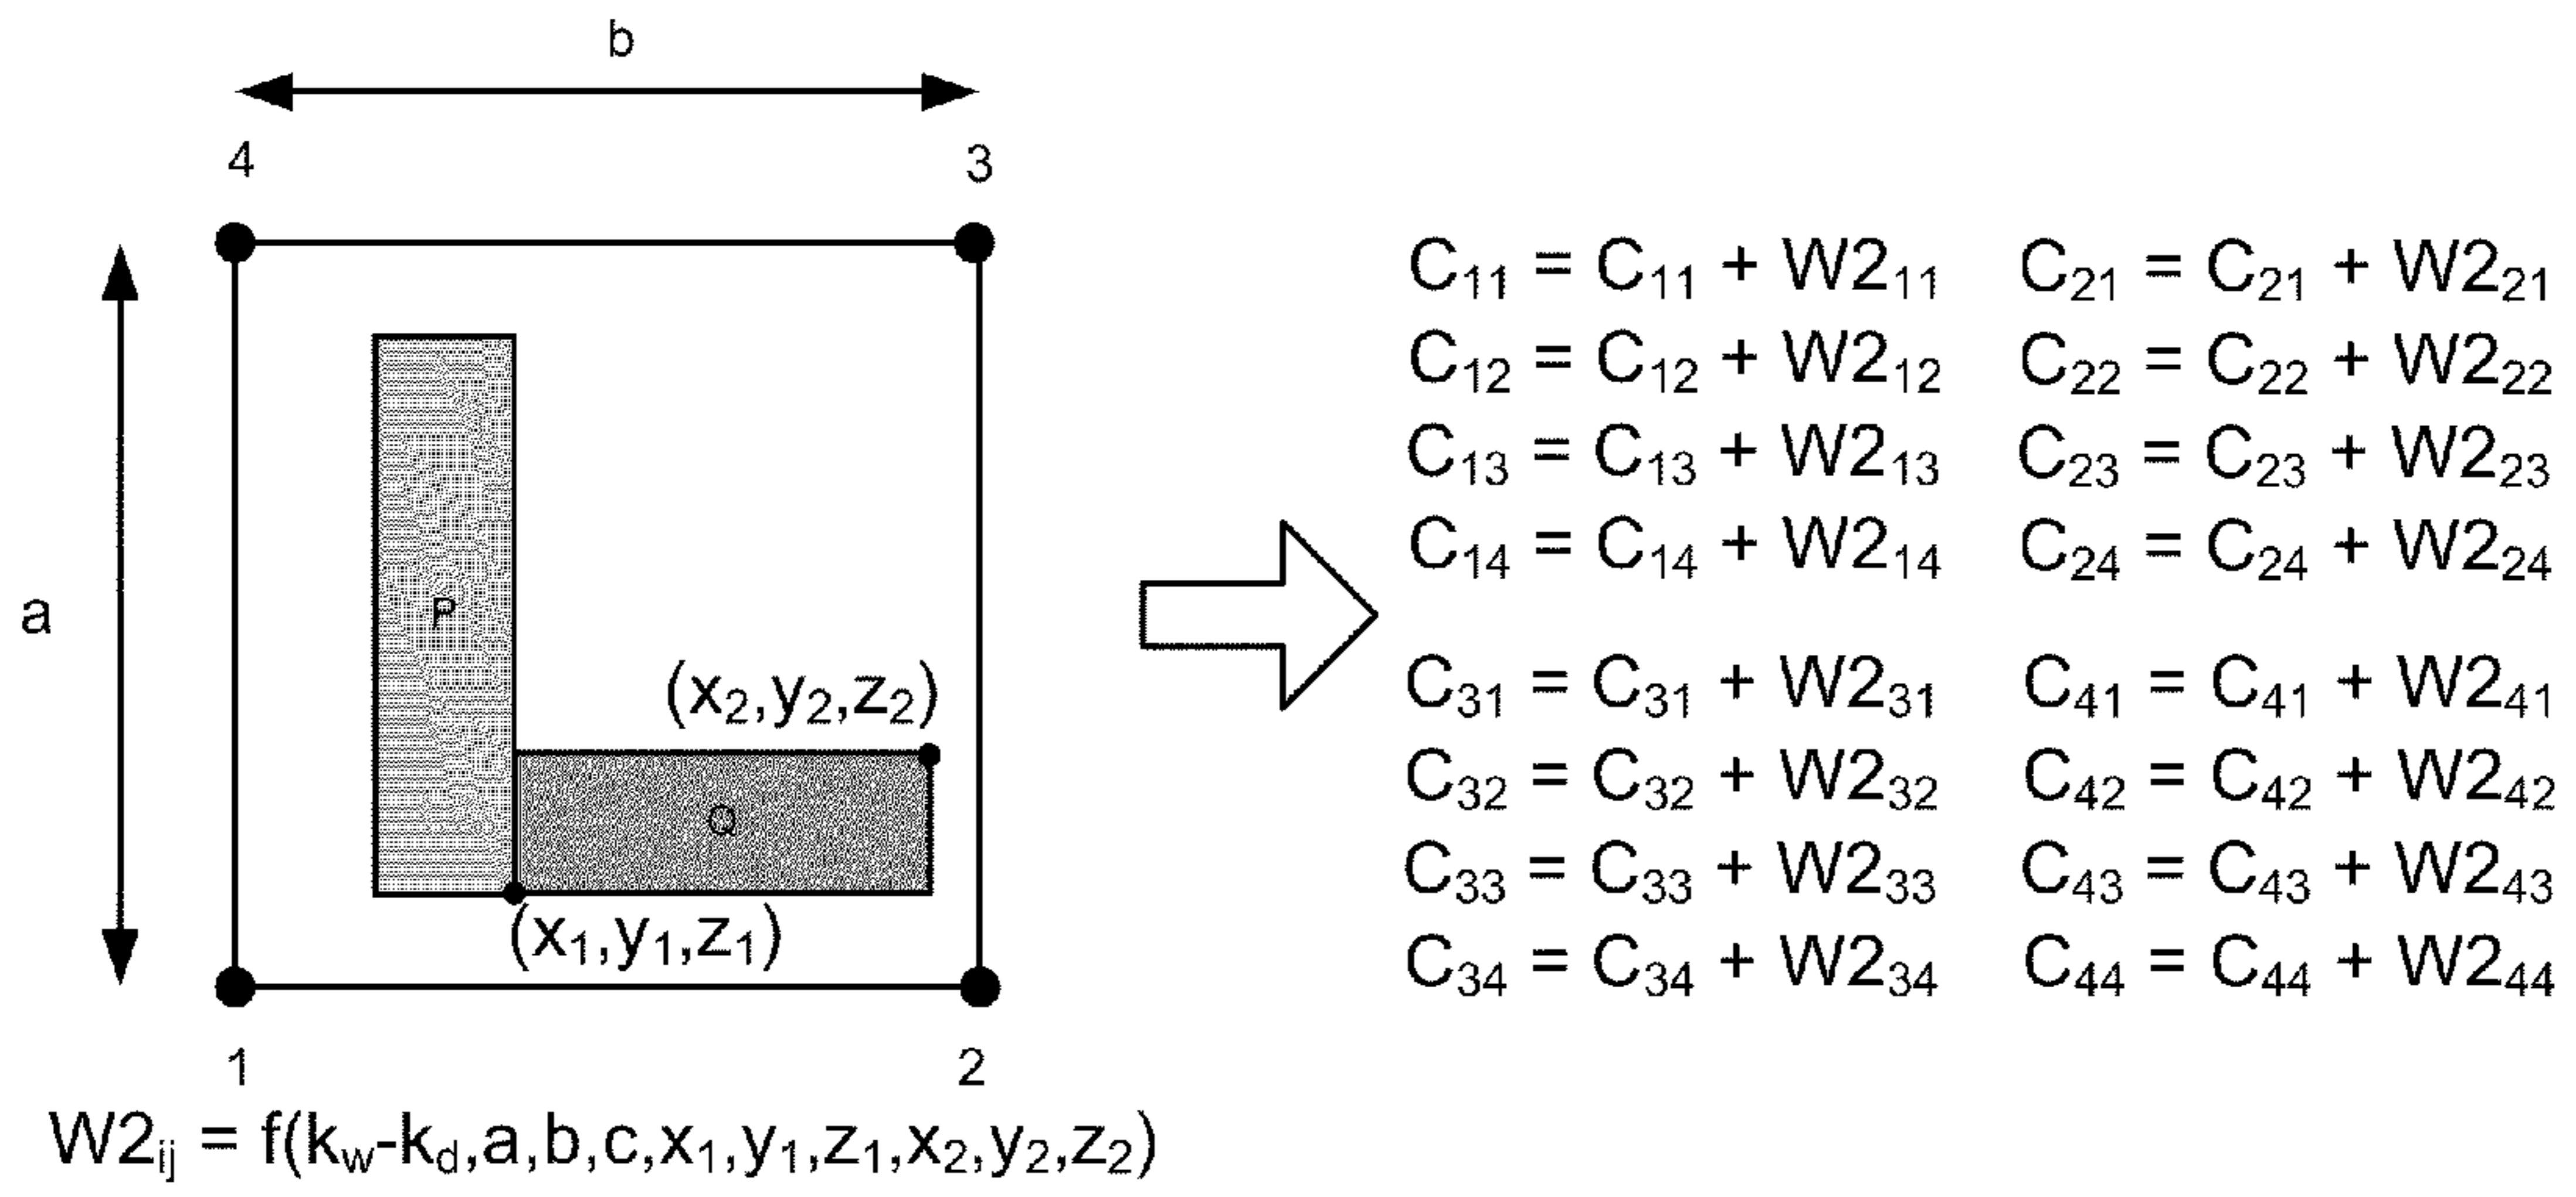 b
4 3
a
P
(x₂,y₂,z₂)
Q
(x₁,y₁,z₁)
1 2
W2ᵢⱼ = f(k_w-k_d,a,b,c,x₁,y₁,z₁,x₂,y₂,z₂)
C₁₁ = C₁₁ + W2₁₁
C₁₂ = C₁₂ + W2₁₂
C₁₃ = C₁₃ + W2₁₃
C₁₄ = C₁₄ + W2₁₄
C₂₁ = C₂₁ + W2₂₁
C₂₂ = C₂₂ + W2₂₂
C₂₃ = C₂₃ + W2₂₃
C₂₄ = C₂₄ + W2₂₄
C₃₁ = C₃₁ + W2₃₁
C₃₂ = C₃₂ + W2₃₂
C₃₃ = C₃₃ + W2₃₃
C₃₄ = C₃₄ + W2₃₄
C₄₁ = C₄₁ + W2₄₁
C₄₂ = C₄₂ + W2₄₂
C₄₃ = C₄₃ + W2₄₃
C₄₄ = C₄₄ + W2₄₄